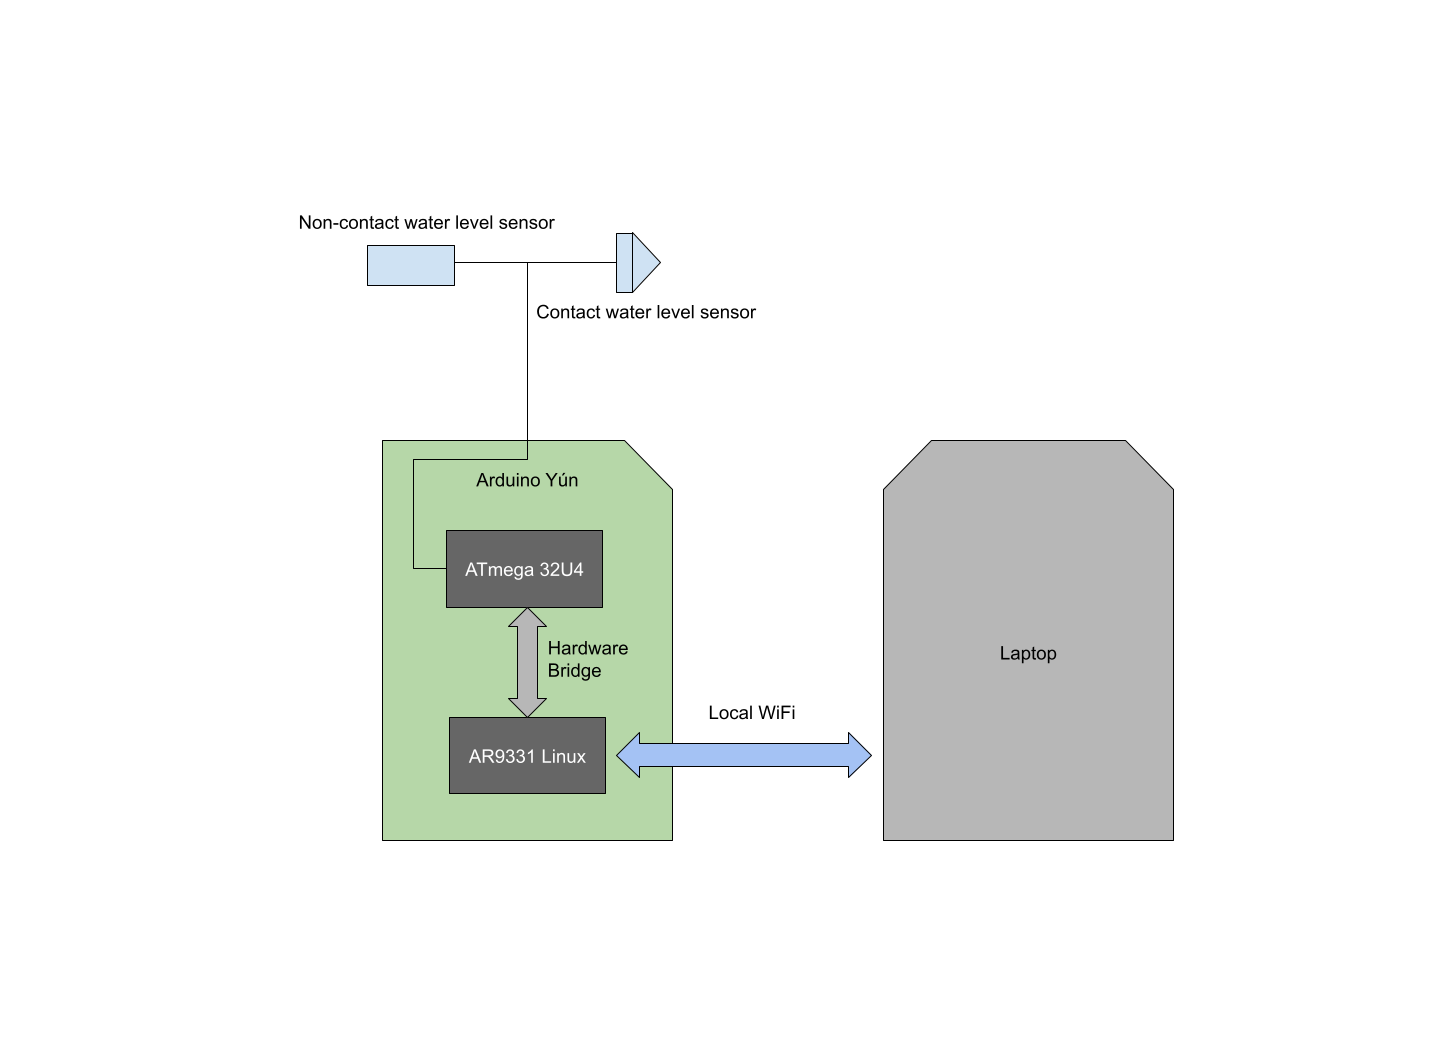 Non-contact water level sensor
Contact water level sensor
Arduino Yún
ATmega 32U4
Hardware
Bridge
Laptop
Local WiFi
AR9331 Linux